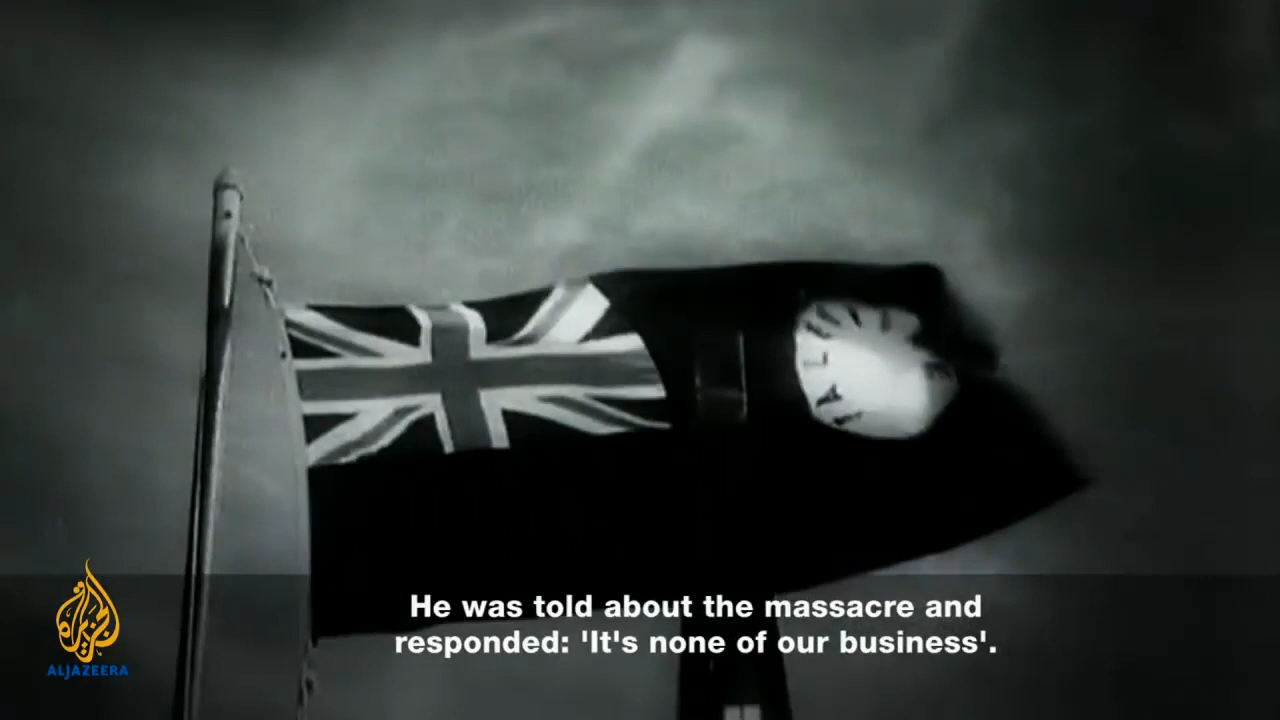 He was told about the massacre and
responded: 'It's none of our business'.
الجزيرة
ALJAZEERA